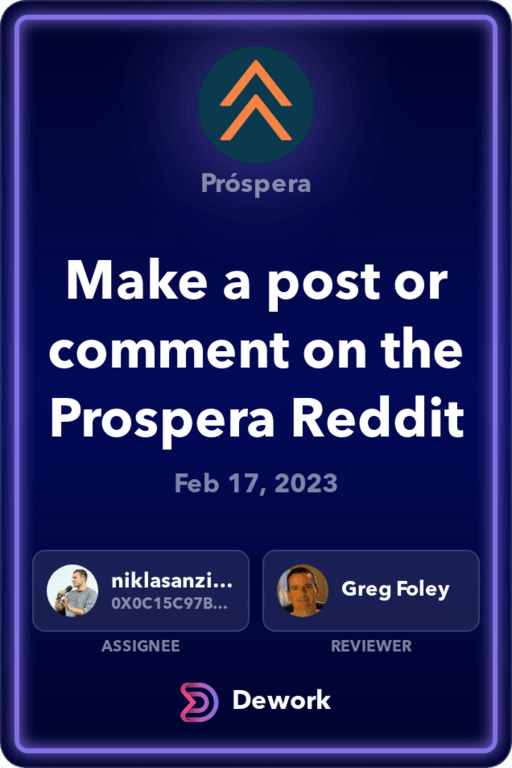 Próspera
Make a post or
comment on the
Prospera Reddit
Feb 17, 2023
niklasanzi...
0X0C15C97B...
ASSIGNEE
Greg Foley
REVIEWER
Dework